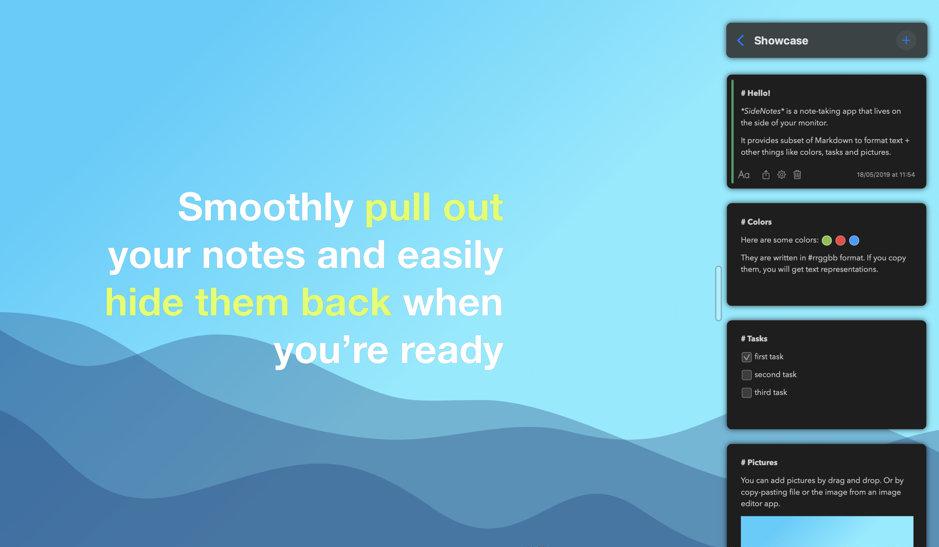 Smoothly pull out
your notes and easily
hide them back when
you're ready
Showcase
# Hello!
*SideNotes* is a note-taking app that lives on
the side of your monitor.
It provides subset of Markdown to format text +
other things like colors, tasks and pictures.
Aa
18/05/2019 at 11:54
# Colors
Here are some colors:
They are written in #rrggbb format. If you copy
them, you will get text representations.
# Tasks
first task
second task
third task
# Pictures
You can add pictures by drag and drop. Or by
copy-pasting file or the image from an image
editor app.